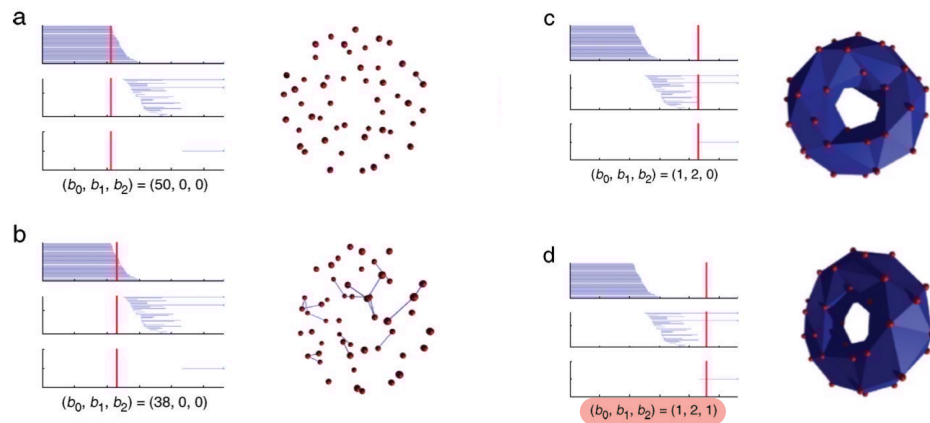 a
(b₀, b₁, b₂) = (50, 0, 0)
b
(b₀, b₁, b₂) = (38, 0, 0)
c
(b₀, b₁, b₂) = (1, 2, 0)
d
(b₀, b₁, b₂) = (1, 2, 1)